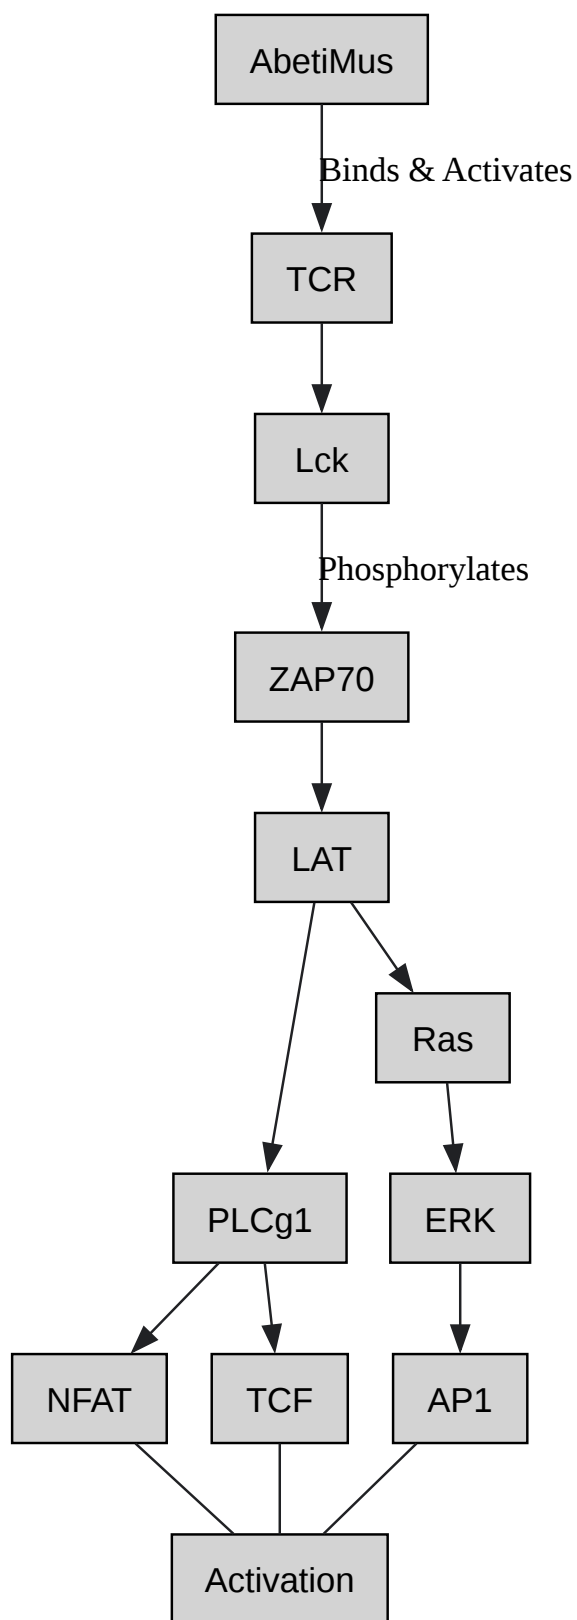 AbetiMus
Binds & Activates
TCR
Lck
Phosphorylates
ZAP70
LAT
Ras
PLCg1
ERK
NFAT
TCF
AP1
Activation